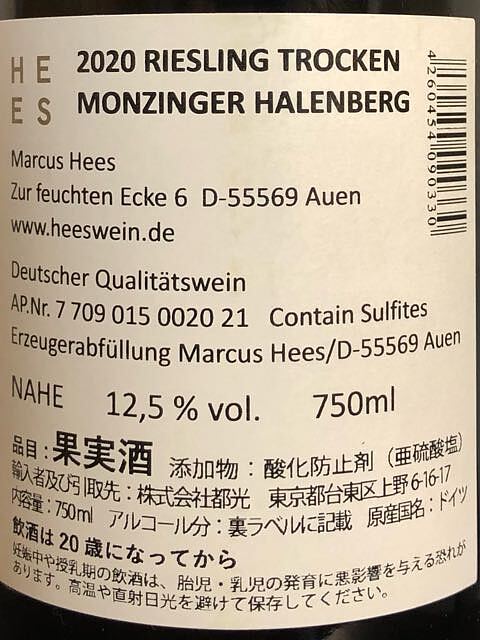 HE
ES
2020 RIESLING TROCKEN
MONZINGER HALENBERG
4260454090330
Marcus Hees
Zur feuchten Ecke 6 D-55569 Auen
www.heeswein.de
Deutscher Qualitätswein
AP.Nr. 7 709 015 0020 21 Contain Sulfites
Erzeugerabfüllung Marcus Hees/D-55569 Auen
NAHE 12,5 % vol. 750ml
品目：果実酒 添加物：酸化防止剤（亜硫酸塩）
輸入者及び引取先：株式会社都光 東京都台東区上野6-16-17
内容量：750ml アルコール分：裏ラベルに記載 原産国名：ドイツ
飲酒は20歳になってから
妊娠中や授乳期の飲酒は、胎児・乳児の発育に悪影響を与える恐れが
あります。高温や直射日光を避けて保存してください。